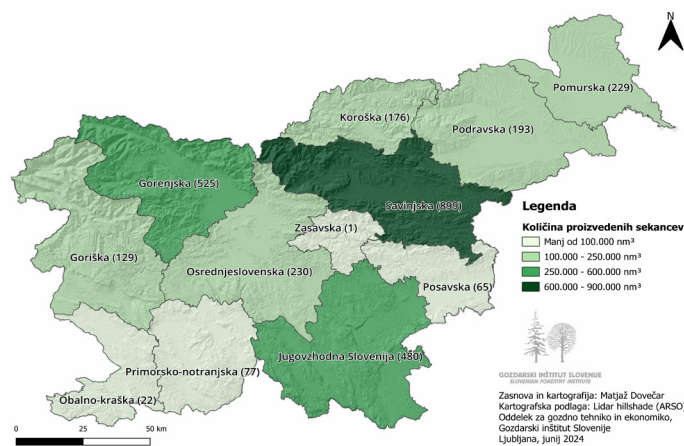 N
Pomurska (229)
Koroška (176)
Podravska (193)
Gorenjska (525)
Savinjska (899)
Zasavska (1)
Goriška (129)
Osrednjeslovenska (230)
Posavska (65)
Jugovzhodna Slovenija (480)
Primorsko-notranjska (77)
Obalno-kraška (22)
0 25 50 km
Legenda
Količina proizvedenih sekancev
Manj od 100.000 nm³
100.000 - 250.000 nm³
250.000 - 600.000 nm³
600.000 - 900.000 nm³
GOZDARSKI INŠTITUT SLOVENIJE
SLOVENIAN FORESTRY INSTITUTE
Zasnova in kartografija: Matjaž Dovečar
Kartografska podlaga: Lidar hillshade (ARSO)
Oddelek za gozdno tehniko in ekonomiko,
Gozdarski inštitut Slovenije
Ljubljana, junij 2024